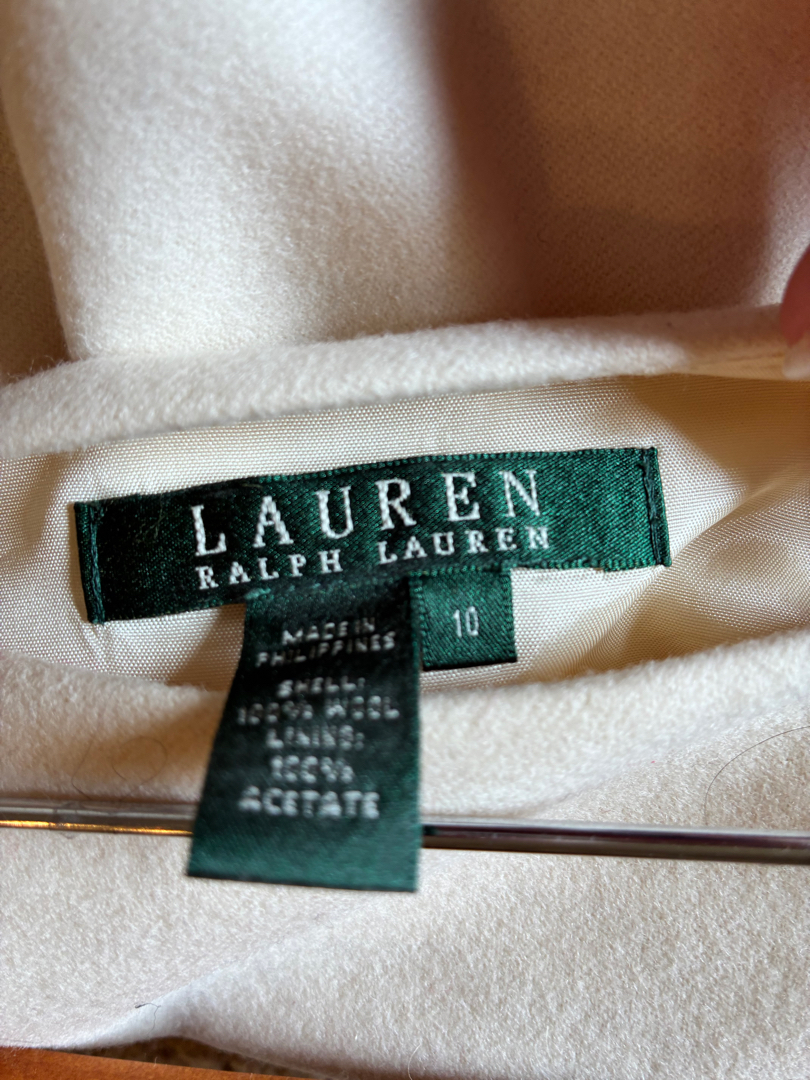 LAUREN
RALPH LAUREN
10
MADE IN
PHILIPPINES
SHELL:
100% WOOL
LINING:
100%
ACETATE